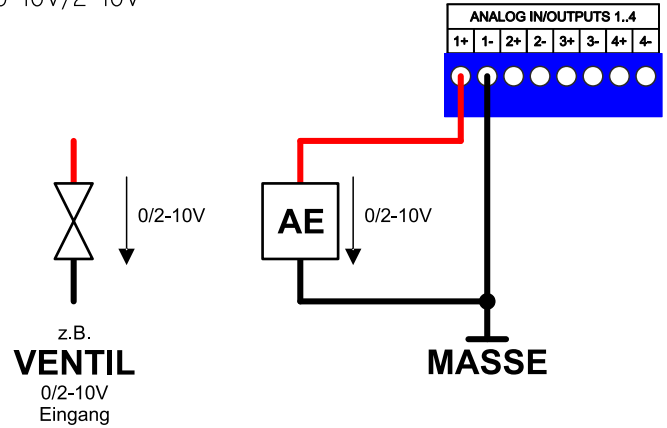 0-10V/2-10V
ANALOG IN/OUTPUTS 1..4
1+ 1- 2+ 2- 3+ 3- 4+ 4-
0/2-10V
AE
0/2-10V
z.B.
VENTIL
0/2-10V
Eingang
MASSE